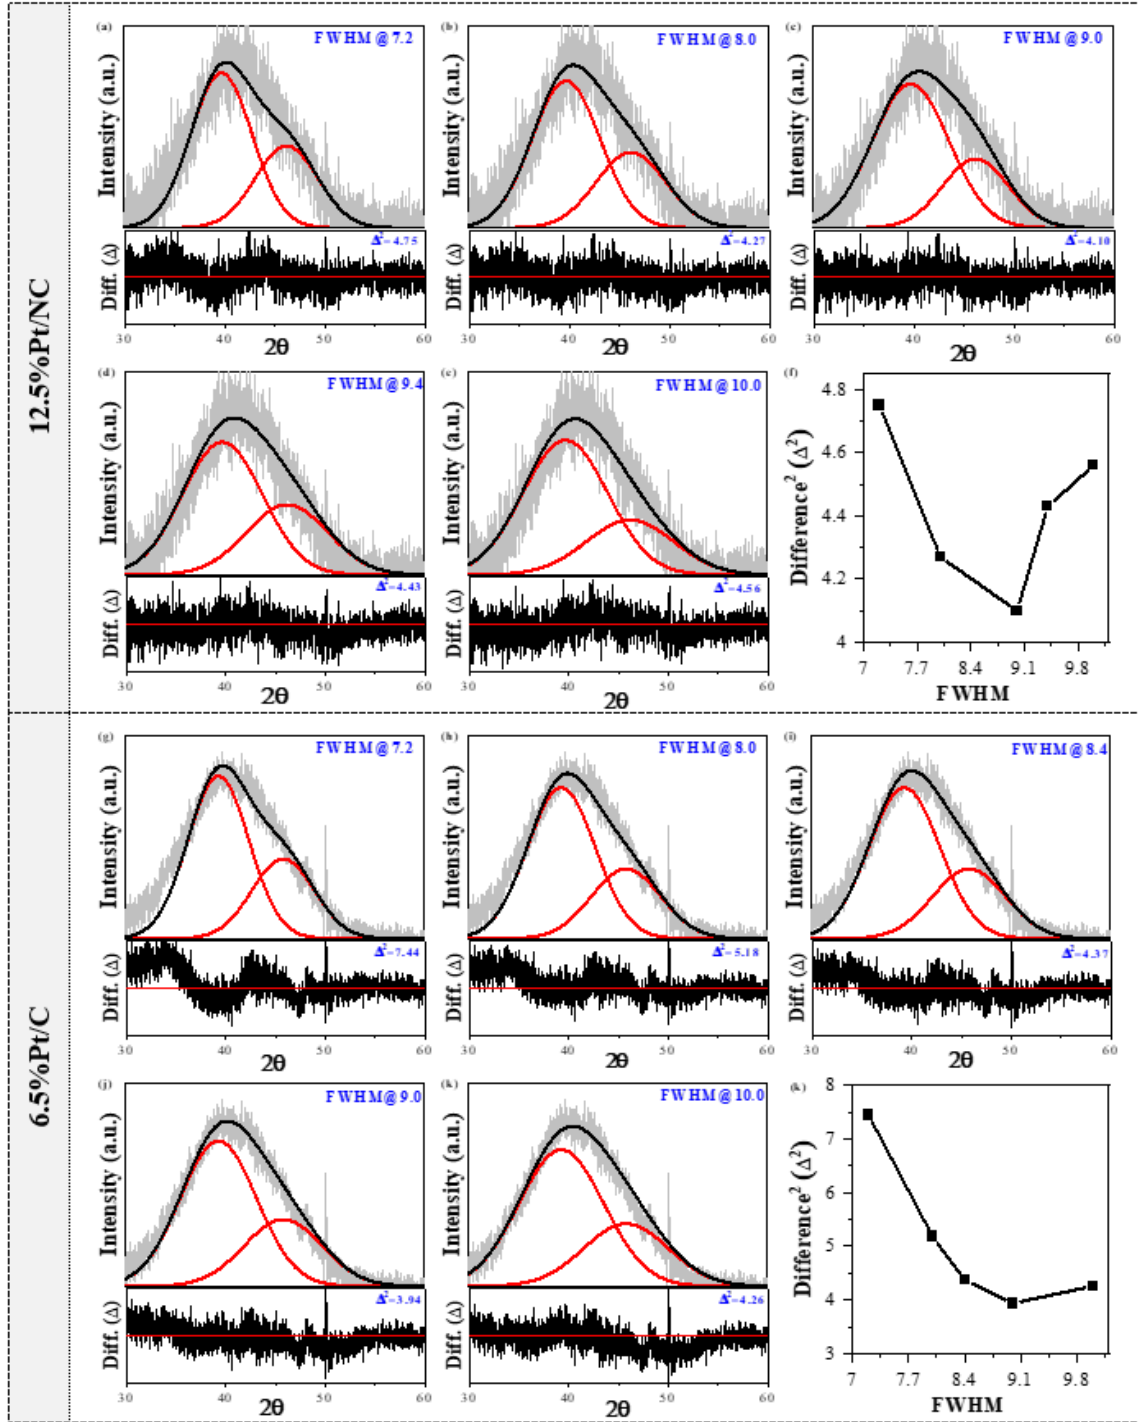 12.5%Pt/NC
(a)
FWHM@7.2
Intensity (a.u.)
Δ²=4.75
Diff. (Δ)
30 40 50 60
2θ
(b)
FWHM@8.0
Intensity (a.u.)
Δ²=4.27
Diff. (Δ)
30 40 50 60
2θ
(c)
FWHM@9.0
Intensity (a.u.)
Δ²=4.10
Diff. (Δ)
30 40 50 60
2θ
(d)
FWHM@9.4
Intensity (a.u.)
Δ²=4.43
Diff. (Δ)
30 40 50 60
2θ
(e)
FWHM@10.0
Intensity (a.u.)
Δ²=4.56
Diff. (Δ)
30 40 50 60
2θ
(f)
Difference² (Δ²)
4.8
4.6
4.4
4.2
4
7 7.7 8.4 9.1 9.8
FWHM
6.5%Pt/C
(g)
FWHM@7.2
Intensity (a.u.)
Δ²=7.44
Diff. (Δ)
30 40 50 60
2θ
(h)
FWHM@8.0
Intensity (a.u.)
Δ²=5.18
Diff. (Δ)
30 40 50 60
2θ
(i)
FWHM@8.4
Intensity (a.u.)
Δ²=4.37
Diff. (Δ)
30 40 50 60
2θ
(j)
FWHM@9.0
Intensity (a.u.)
Δ²=3.94
Diff. (Δ)
30 40 50 60
2θ
(k)
FWHM@10.0
Intensity (a.u.)
Δ²=4.26
Diff. (Δ)
30 40 50 60
2θ
(k)
Difference² (Δ²)
8
7
6
5
4
3
7 7.7 8.4 9.1 9.8
FWHM